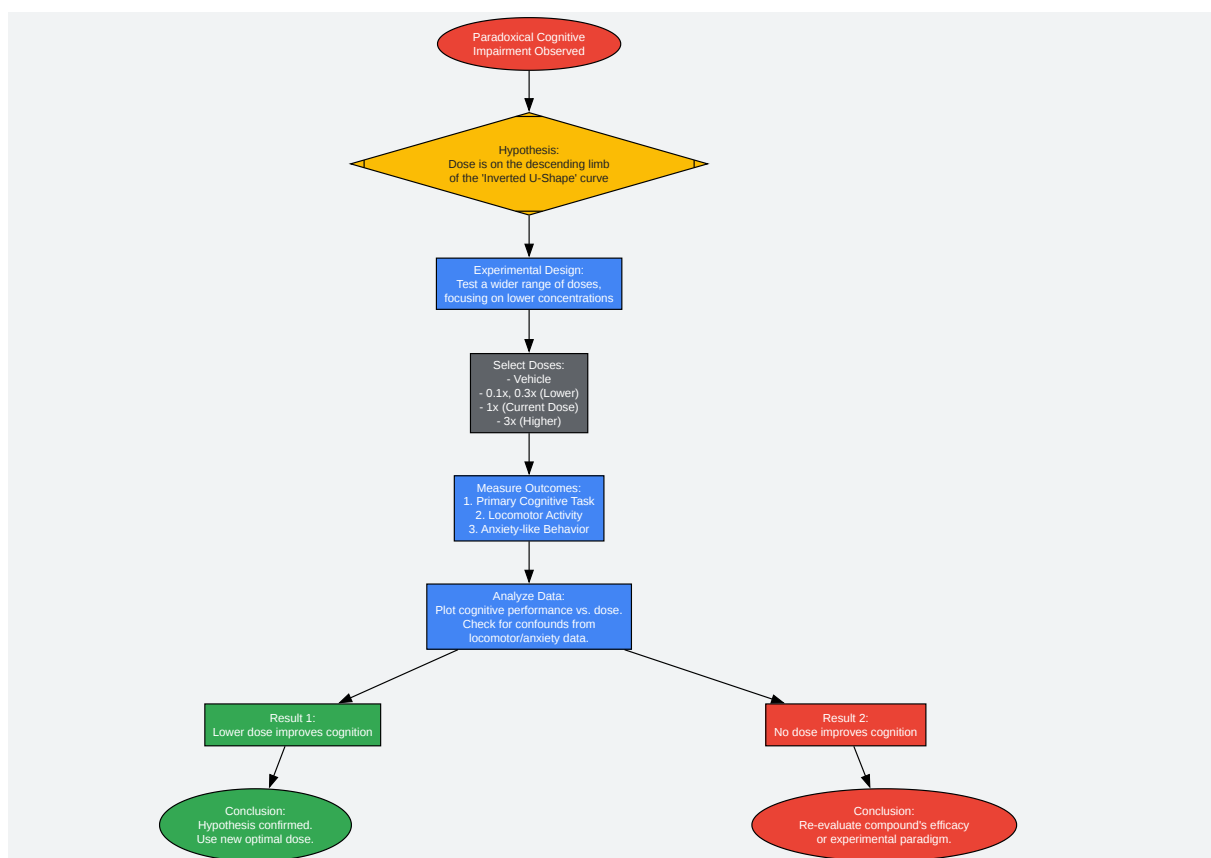 Paradoxical Cognitive
Impairment Observed
Hypothesis:
Dose is on the descending limb
of the 'Inverted U-Shape' curve
Experimental Design:
Test a wider range of doses,
focusing on lower concentrations
Select Doses:
- Vehicle
- 0.1x, 0.3x (Lower)
- 1x (Current Dose)
- 3x (Higher)
Measure Outcomes:
1. Primary Cognitive Task
2. Locomotor Activity
3. Anxiety-like Behavior
Analyze Data:
Plot cognitive performance vs. dose.
Check for confounds from
locomotor/anxiety data.
Result 1:
Lower dose improves cognition
Result 2:
No dose improves cognition
Conclusion:
Hypothesis confirmed.
Use new optimal dose.
Conclusion:
Re-evaluate compound's efficacy
or experimental paradigm.